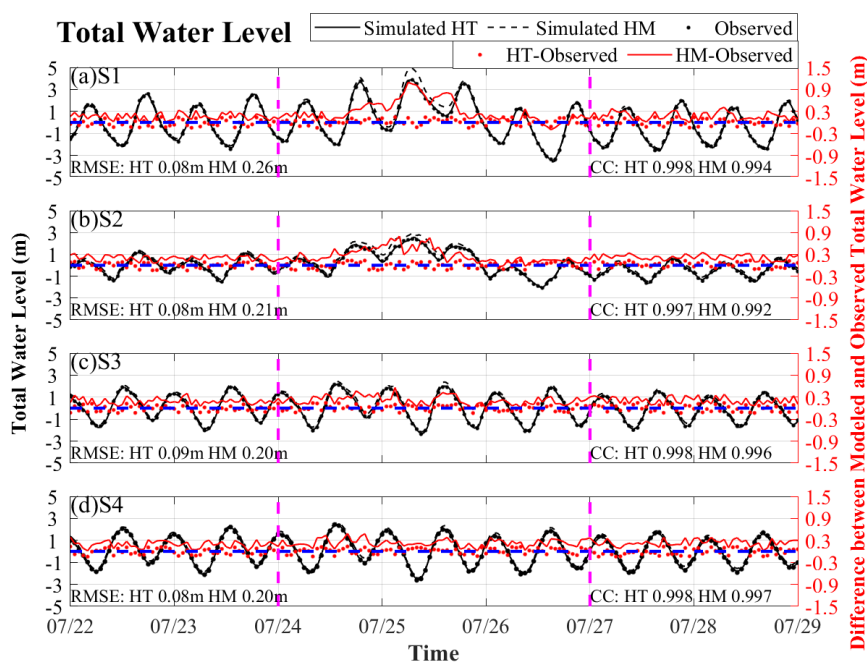 Total Water Level
Simulated HT Simulated HM Observed
HT-Observed HM-Observed
Total Water Level (m)
Difference between Modeled and Observed Total Water Level (m)
(a)S1
5
3
1
-1
-3
-5
1.5
0.9
0.3
-0.3
-0.9
-1.5
RMSE: HT 0.08m HM 0.26m
CC: HT 0.998 HM 0.994
(b)S2
5
3
1
-1
-3
-5
1.5
0.9
0.3
-0.3
-0.9
-1.5
RMSE: HT 0.08m HM 0.21m
CC: HT 0.997 HM 0.992
(c)S3
5
3
1
-1
-3
-5
1.5
0.9
0.3
-0.3
-0.9
-1.5
RMSE: HT 0.09m HM 0.20m
CC: HT 0.998 HM 0.996
(d)S4
5
3
1
-1
-3
-5
1.5
0.9
0.3
-0.3
-0.9
-1.5
RMSE: HT 0.08m HM 0.20m
CC: HT 0.998 HM 0.997
07/22 07/23 07/24 07/25 07/26 07/27 07/28 07/29
Time